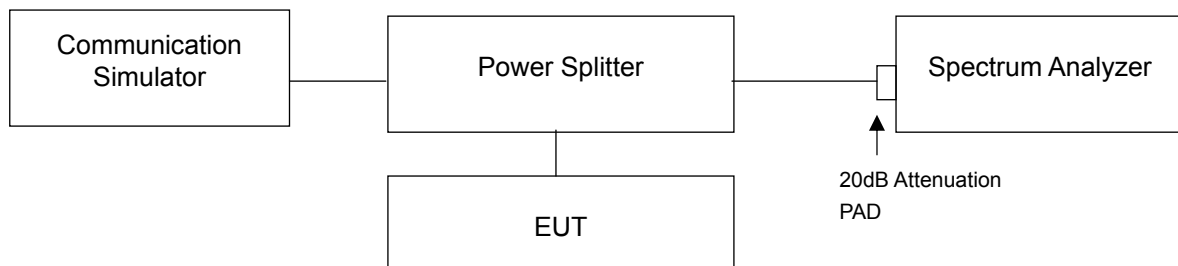 Communication
Simulator
Power Splitter
Spectrum Analyzer
20dB Attenuation
PAD
EUT